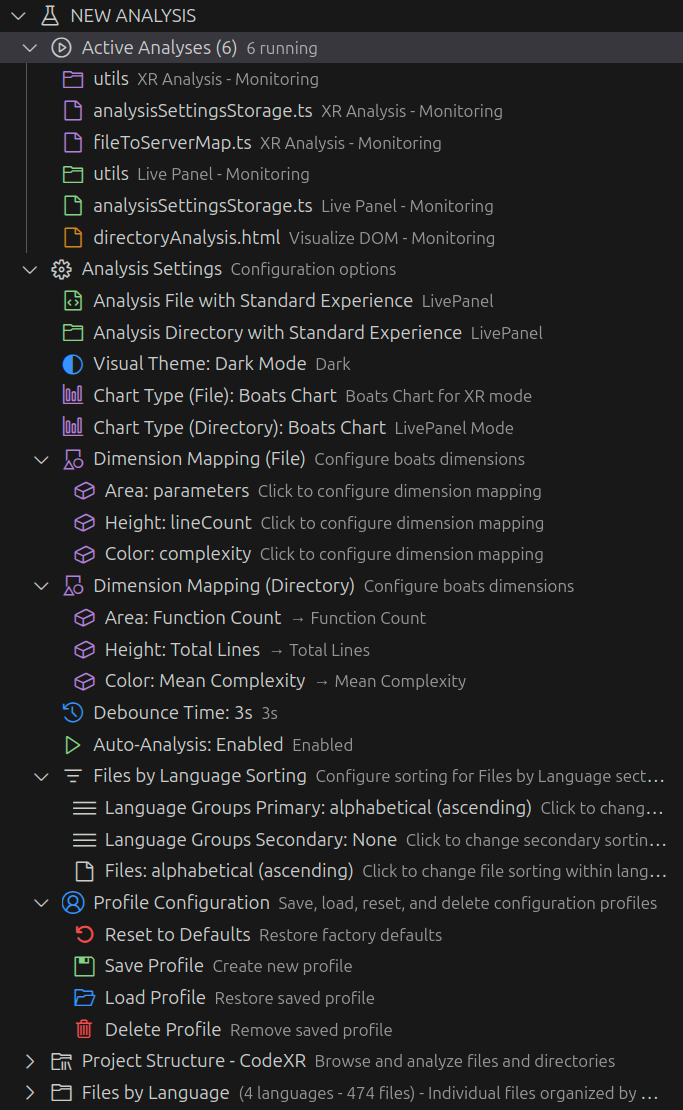 NEW ANALYSIS
Active Analyses (6) 6 running
utils XR Analysis - Monitoring
analysisSettingsStorage.ts XR Analysis - Monitoring
fileToServerMap.ts XR Analysis - Monitoring
utils Live Panel - Monitoring
analysisSettingsStorage.ts Live Panel - Monitoring
directoryAnalysis.html Visualize DOM - Monitoring
Analysis Settings Configuration options
Analysis File with Standard Experience LivePanel
Analysis Directory with Standard Experience LivePanel
Visual Theme: Dark Mode Dark
Chart Type (File): Boats Chart Boats Chart for XR mode
Chart Type (Directory): Boats Chart LivePanel Mode
Dimension Mapping (File) Configure boats dimensions
Area: parameters Click to configure dimension mapping
Height: lineCount Click to configure dimension mapping
Color: complexity Click to configure dimension mapping
Dimension Mapping (Directory) Configure boats dimensions
Area: Function Count → Function Count
Height: Total Lines → Total Lines
Color: Mean Complexity → Mean Complexity
Debounce Time: 3s 3s
Auto-Analysis: Enabled Enabled
Files by Language Sorting Configure sorting for Files by Language sect...
Language Groups Primary: alphabetical (ascending) Click to chang...
Language Groups Secondary: None Click to change secondary sortin...
Files: alphabetical (ascending) Click to change file sorting within lang...
Profile Configuration Save, load, reset, and delete configuration profiles
Reset to Defaults Restore factory defaults
Save Profile Create new profile
Load Profile Restore saved profile
Delete Profile Remove saved profile
Project Structure - CodeXR Browse and analyze files and directories
Files by Language (4 languages - 474 files) - Individual files organized by ...